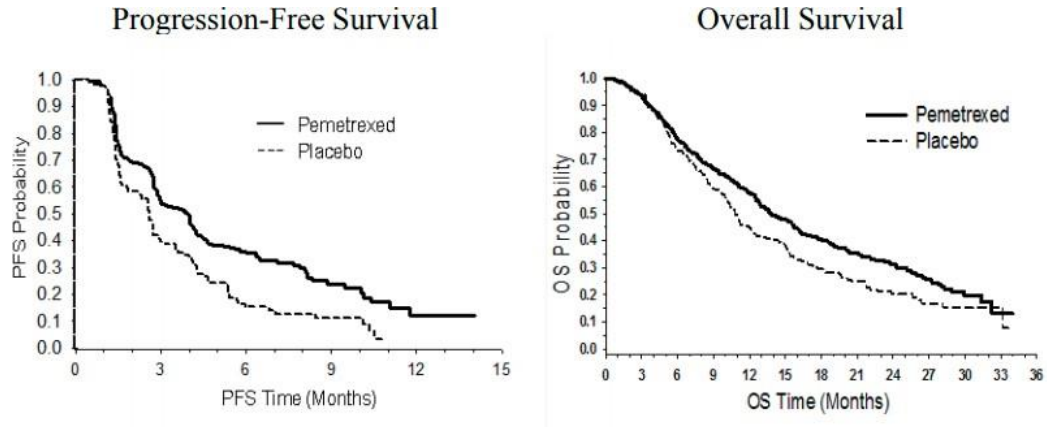 Progression-Free Survival
1.0
0.9
0.8
0.7
0.6
0.5
0.4
0.3
0.2
0.1
0.0
PFS Probability
Pemetrexed
Placebo
0 3 6 9 12 15
PFS Time (Months)
Overall Survival
1.0
0.9
0.8
0.7
0.6
0.5
0.4
0.3
0.2
0.1
0.0
OS Probability
Pemetrexed
Placebo
0 3 6 9 12 15 18 21 24 27 30 33 36
OS Time (Months)